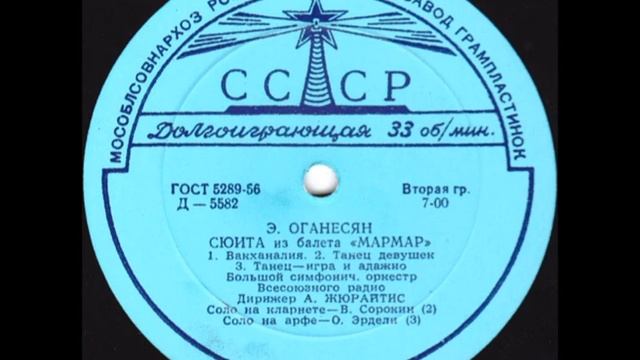 МОСОБЛСОВНАРХОЗ РО
ЗАВОД ГРАМПЛАСТИНОК
СССР
Долгоиграющая 33 об/мин.
ГОСТ 5289-56
Д — 5582
Вторая гр.
7-00
Э. ОГАНЕСЯН
СЮИТА из балета «МАРМАР»
1. Вакханалия. 2. Танец девушек
3. Танец—игра и адажио
Большой симфонич. оркестр
Всесоюзного радио
Дирижер А. ЖЮРАЙТИС
Соло на кларнете—В. Сорокин (2)
Соло на арфе—О. Эрдели (3)